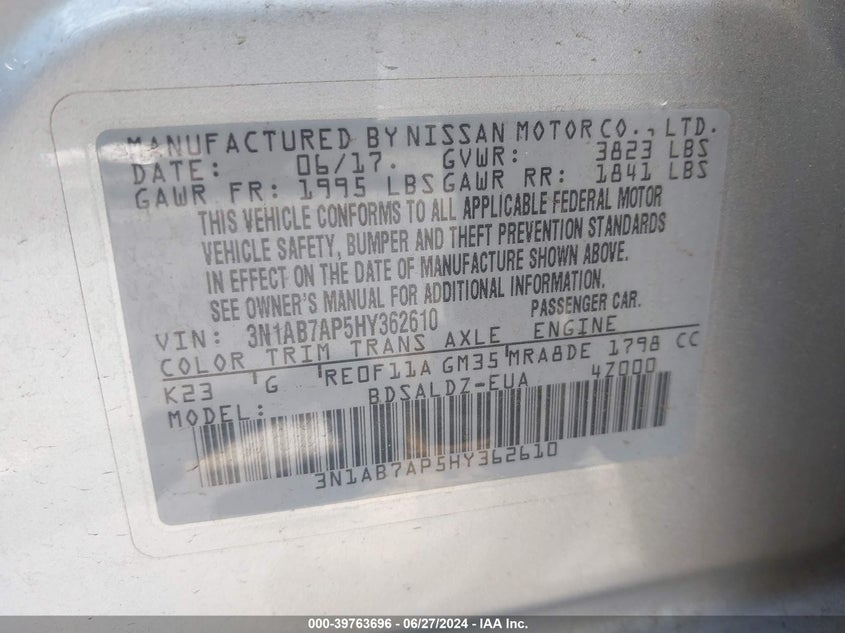 MANUFACTURED BY NISSAN MOTOR CO., LTD.
DATE: 06/17. GVWR: 3823 LBS
GAWR FR: 1995 LBS GAWR RR: 1841 LBS
THIS VEHICLE CONFORMS TO ALL APPLICABLE FEDERAL MOTOR
VEHICLE SAFETY, BUMPER AND THEFT PREVENTION STANDARDS
IN EFFECT ON THE DATE OF MANUFACTURE SHOWN ABOVE.
SEE OWNER'S MANUAL FOR ADDITIONAL INFORMATION.
VIN: 3N1AB7AP5HY362610 PASSENGER CAR.
COLOR TRIM TRANS AXLE ENGINE
K23 G RE0F11A GM35 MRA8DE 1798 CC
MODEL: BDSALDZ-EUA 4Z000
3N1AB7AP5HY362610
000-39763696 - 06/27/2024 - IAA Inc.